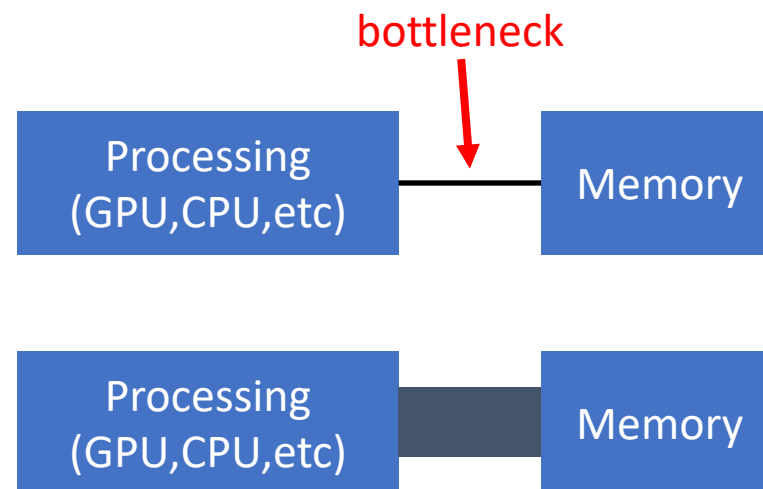 bottleneck
Processing
(GPU,CPU,etc)
Memory
Processing
(GPU,CPU,etc)
Memory